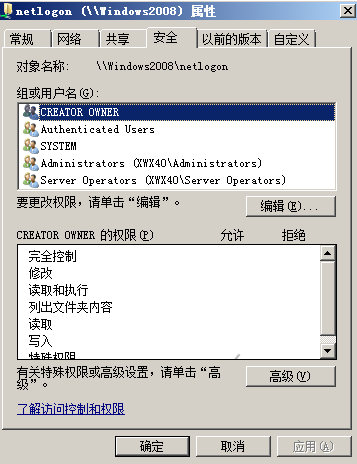 netlogon (\\Windows2008) 属性
常规 网络 共享 安全 以前的版本 自定义
对象名称: \\Windows2008\netlogon
组或用户名(G):
CREATOR OWNER
Authenticated Users
SYSTEM
Administrators (XWX40\Administrators)
Server Operators (XWX40\Server Operators)
要更改权限，请单击“编辑”。
编辑(E)...
CREATOR OWNER 的权限(P) 允许 拒绝
完全控制
修改
读取和执行
列出文件夹内容
读取
写入
特殊权限
有关特殊权限或高级设置，请单击“高
级”。
高级(V)
了解访问控制和权限
确定 取消 应用(A)